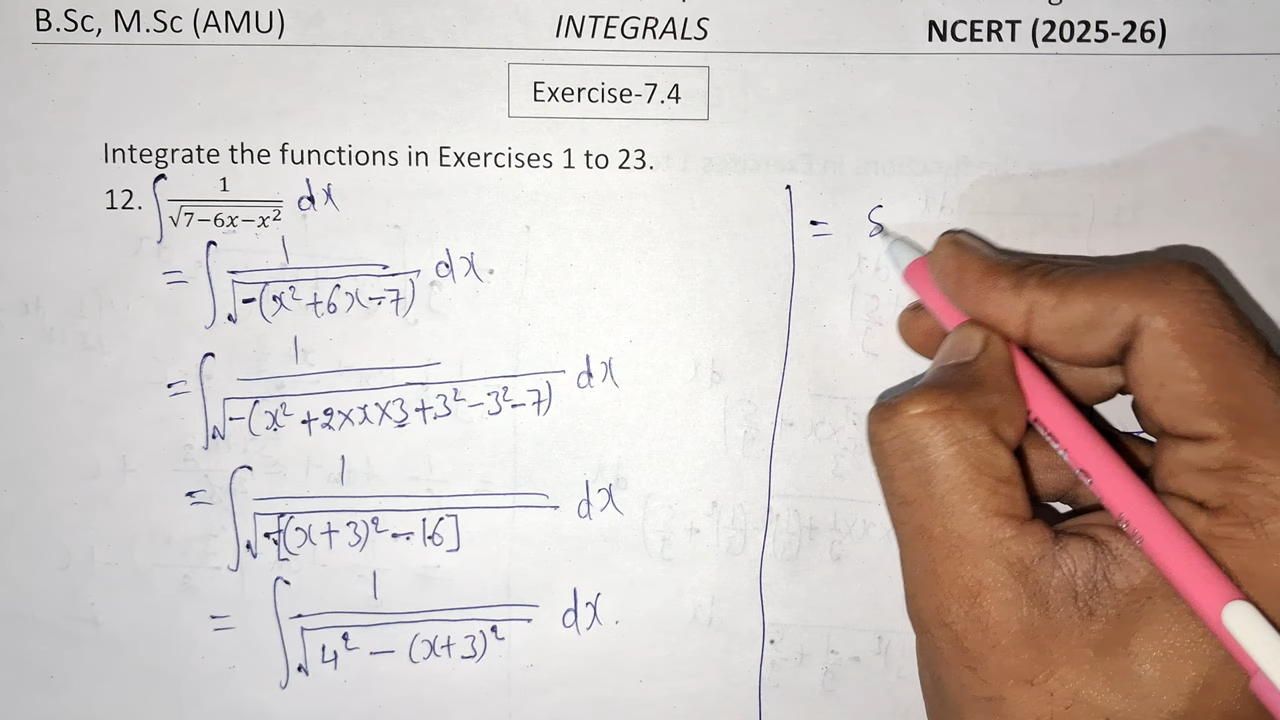 B.Sc, M.Sc (AMU) INTEGRALS NCERT (2025-26)
Exercise-7.4
Integrate the functions in Exercises 1 to 23.
12. ∫ 1/√(7−6x−x²) dx
= ∫ 1/√(-(x²+6x-7)) dx.
= ∫ 1/√(-(x²+2×x×3+3²-3²-7)) dx
= ∫ 1/√(-[(x+3)²-16]) dx
= ∫ 1/√(4²-(x+3)²) dx.
= S